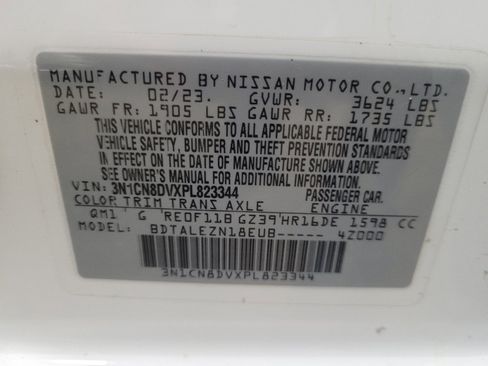 MANUFACTURED BY NISSAN MOTOR CO.,LTD.
DATE: 02/23. GVWR: 3624 LBS
GAWR FR: 1905 LBS GAWR RR: 1735 LBS
THIS VEHICLE CONFORMS TO ALL APPLICABLE FEDERAL MOTOR
VEHICLE SAFETY, BUMPER AND THEFT PREVENTION STANDARDS
IN EFFECT ON THE DATE OF MANUFACTURE SHOWN ABOVE.
SEE OWNER'S MANUAL FOR ADDITIONAL INFORMATION.
VIN: 3N1CN8DVXPL823344 PASSENGER CAR.
COLOR TRIM TRANS AXLE ENGINE
QM1 G RE0F11B GZ39 HR16DE 1598 CC
MODEL: BDTALEZN18EUB---- 4Z000
3N1CN8DVXPL823344